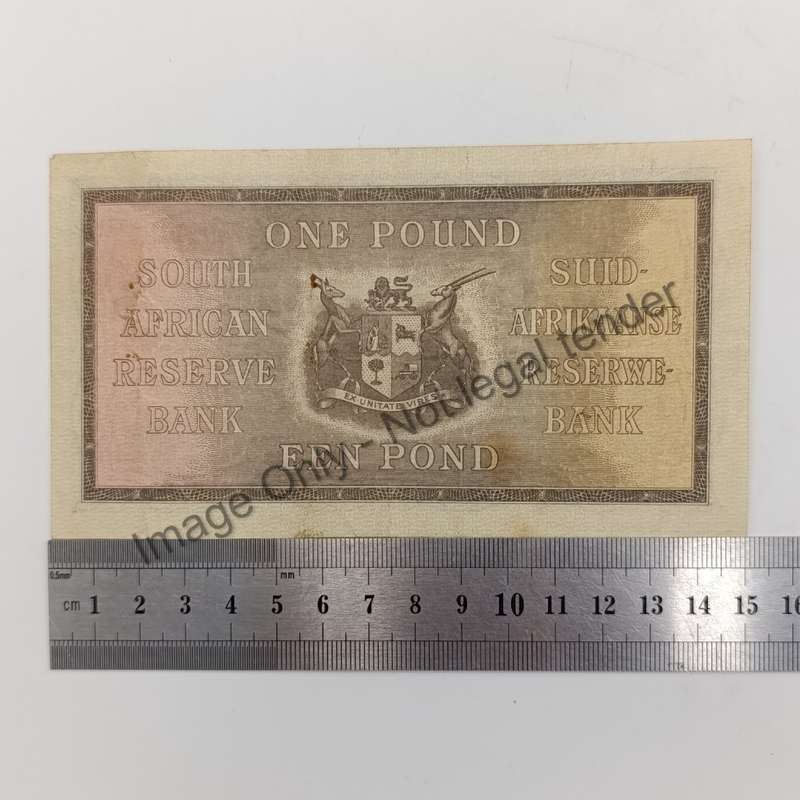 ONE POUND
SOUTH
AFRICAN
RESERVE
BANK
SUID-
AFRIKAANSE
RESERWE-
BANK
EX UNITATE VIRES
EEN POND
Image Only - Not legal tender
0.5mm
mm
cm 1 2 3 4 5 6 7 8 9 10 11 12 13 14 15 16